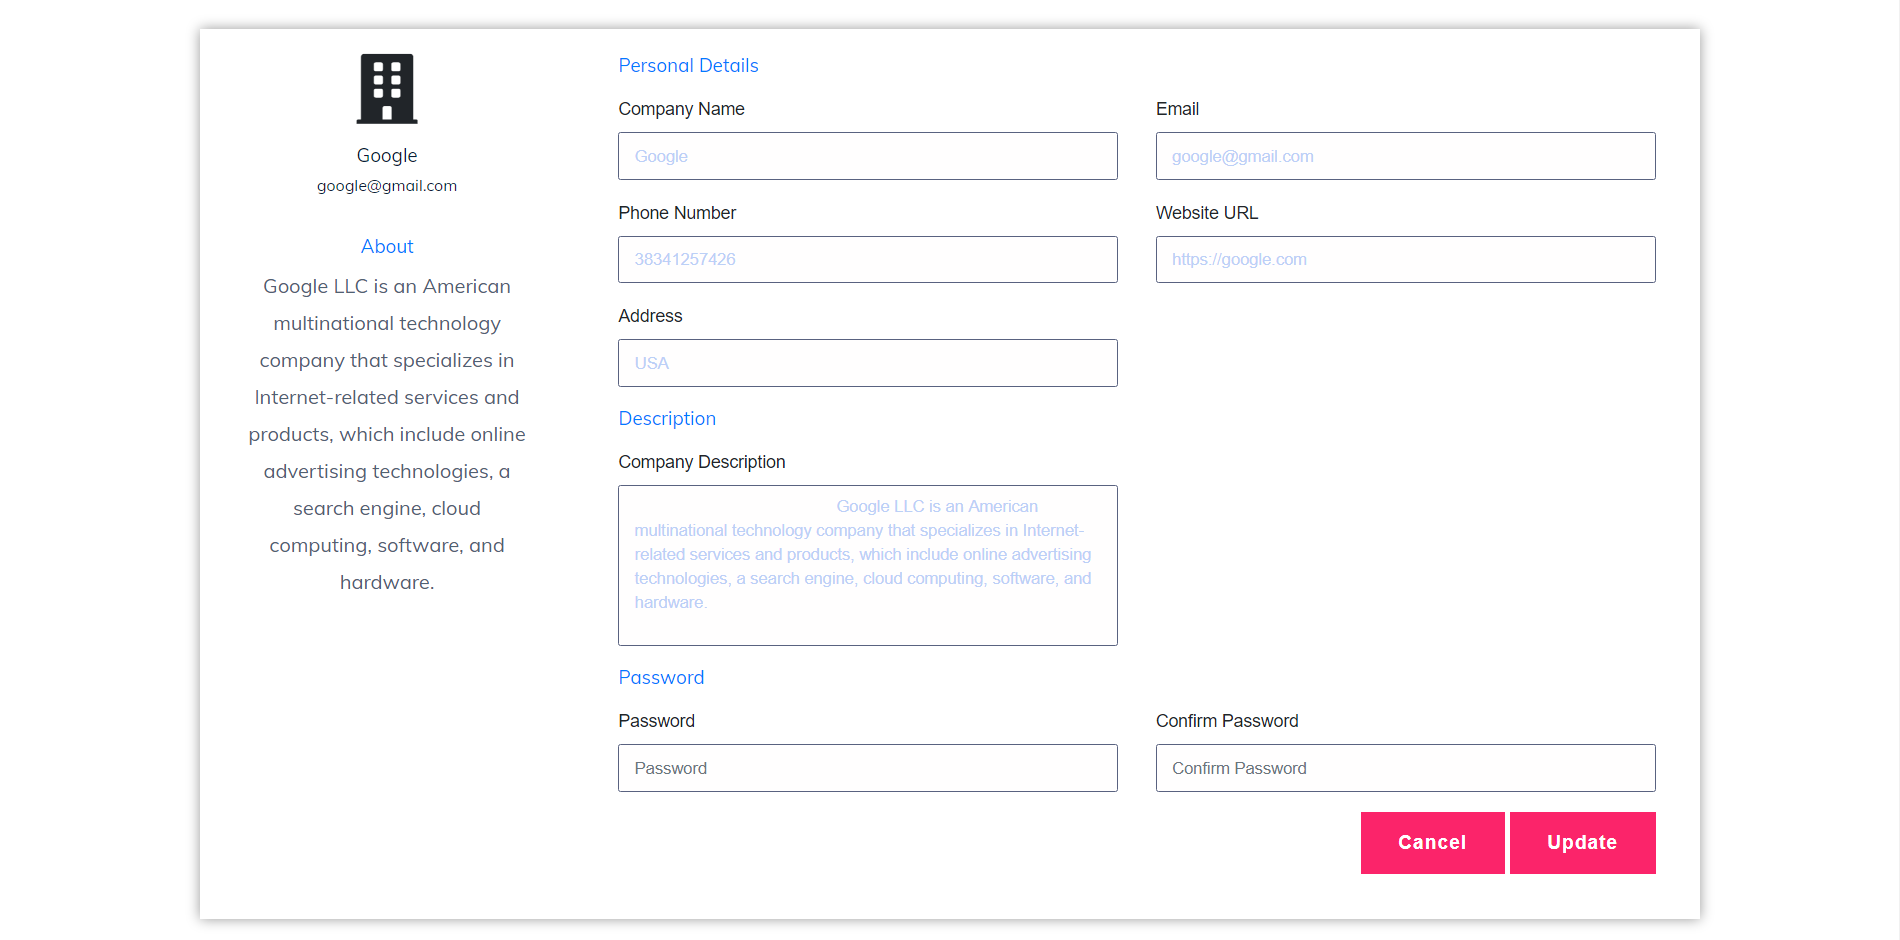 Google
google@gmail.com
About
Google LLC is an American
multinational technology
company that specializes in
Internet-related services and
products, which include online
advertising technologies, a
search engine, cloud
computing, software, and
hardware.
Personal Details
Company Name
Email
Google
google@gmail.com
Phone Number
Website URL
38341257426
https://google.com
Address
USA
Description
Company Description
Google LLC is an American
multinational technology company that specializes in Internet-
related services and products, which include online advertising
technologies, a search engine, cloud computing, software, and
hardware.
Password
Password
Confirm Password
Password
Confirm Password
Cancel
Update